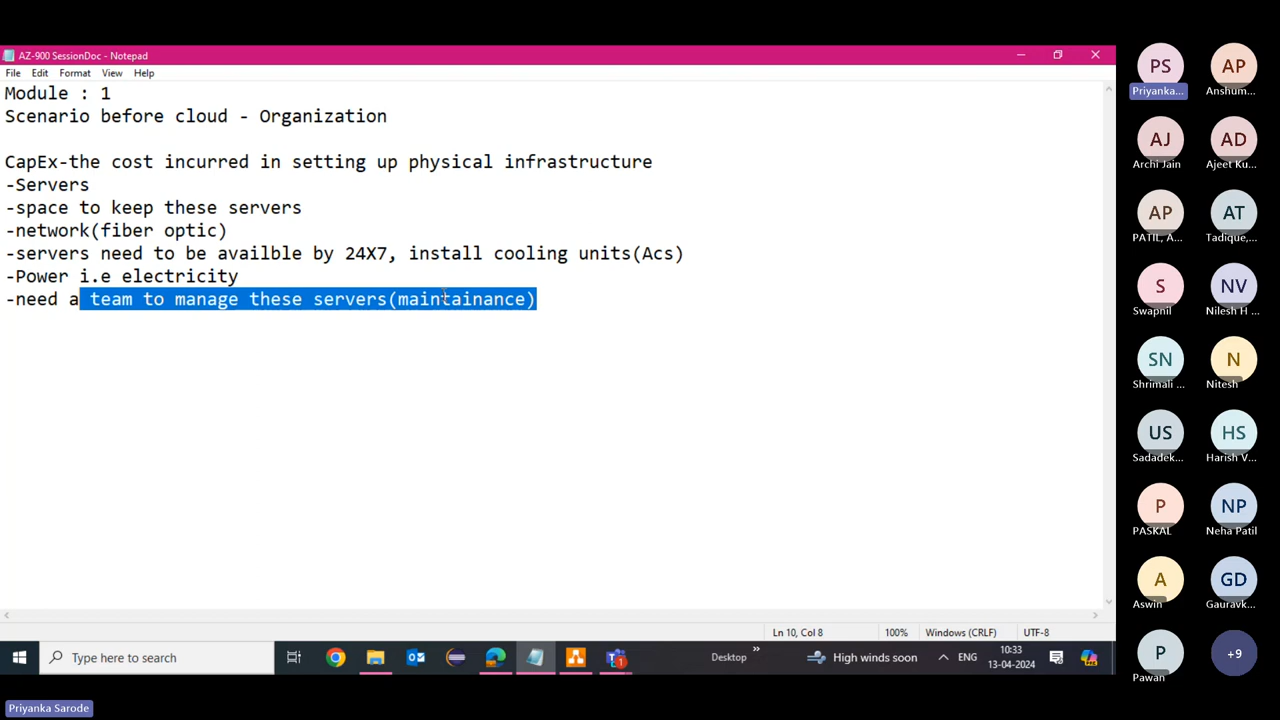 AZ-900 SessionDoc - Notepad
File Edit Format View Help
Module : 1
Scenario before cloud - Organization
CapEx-the cost incurred in setting up physical infrastructure
-Servers
-space to keep these servers
-network(fiber optic)
-servers need to be availble by 24X7, install cooling units(Acs)
-Power i.e electricity
-need a team to manage these servers(maintainance)
Ln 10, Col 8 100% Windows (CRLF) UTF-8
Type here to search Desktop » High winds soon ENG 10:33
13-04-2024
1
Priyanka Sarode
PS AP
Priyanka... Anshum...
AJ AD
Archi Jain Ajeet Ku...
AP AT
PATIL, A... Tadique,...
S NV
Swapnil Nilesh H ...
SN N
Shrimali ... Nitesh
US HS
Sadadek... Harish V...
P NP
PASKAL Neha Patil
A GD
Aswin Gauravk...
P +9
Pawan